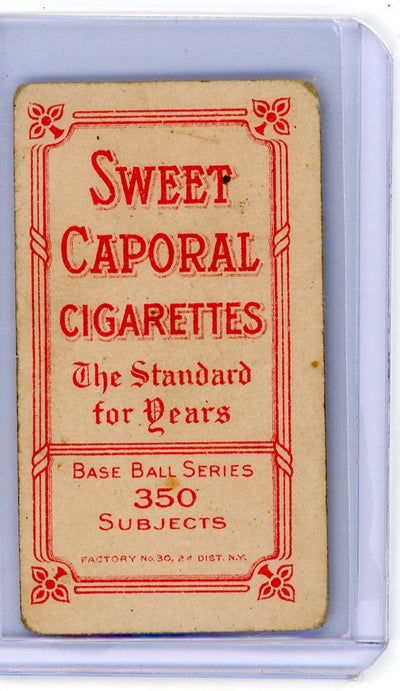 SWEET
CAPORAL
CIGARETTES
The Standard
for Years
BASE BALL SERIES
350
SUBJECTS
FACTORY No. 30, 2d DIST. N.Y.